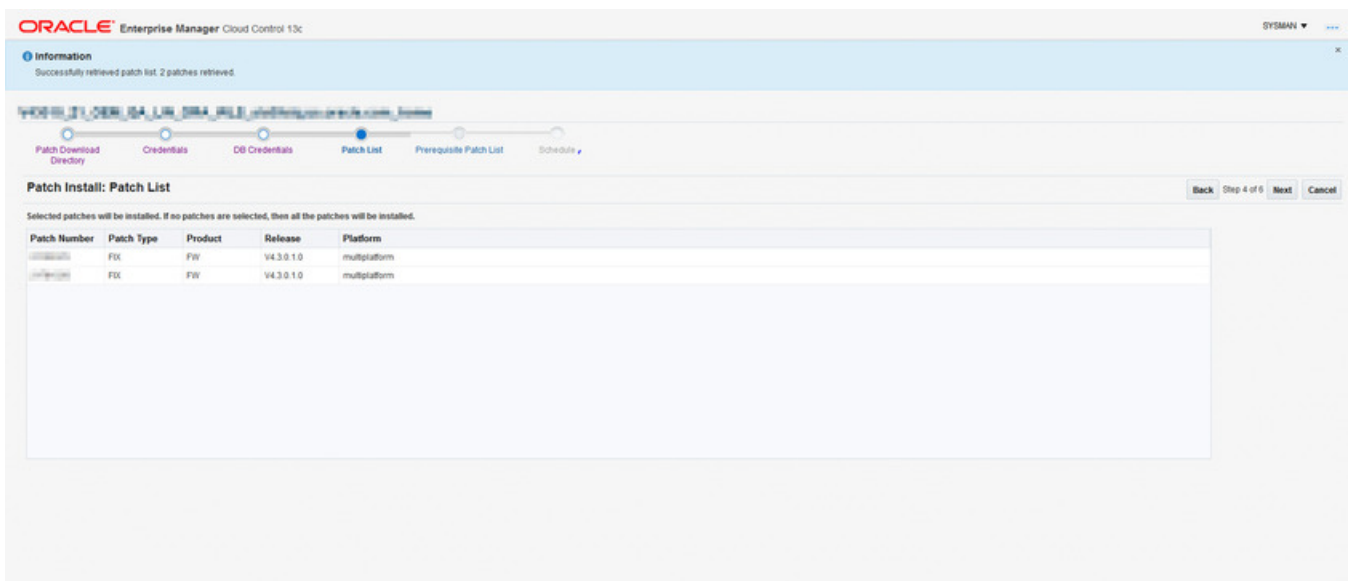 ORACLE Enterprise Manager Cloud Control 13c
SYSMAN
Information
Successfully retrieved patch list. 2 patches retrieved.
Patch Download Directory
Credentials
DB Credentials
Patch List
Prerequisite Patch List
Schedule
Patch Install: Patch List
Back Step 4 of 6 Next Cancel
Selected patches will be installed. If no patches are selected, then all the patches will be installed.
Patch Number Patch Type Product Release Platform
FIX FW V4.3.0.1.0 multiplatform
FIX FW V4.3.0.1.0 multiplatform